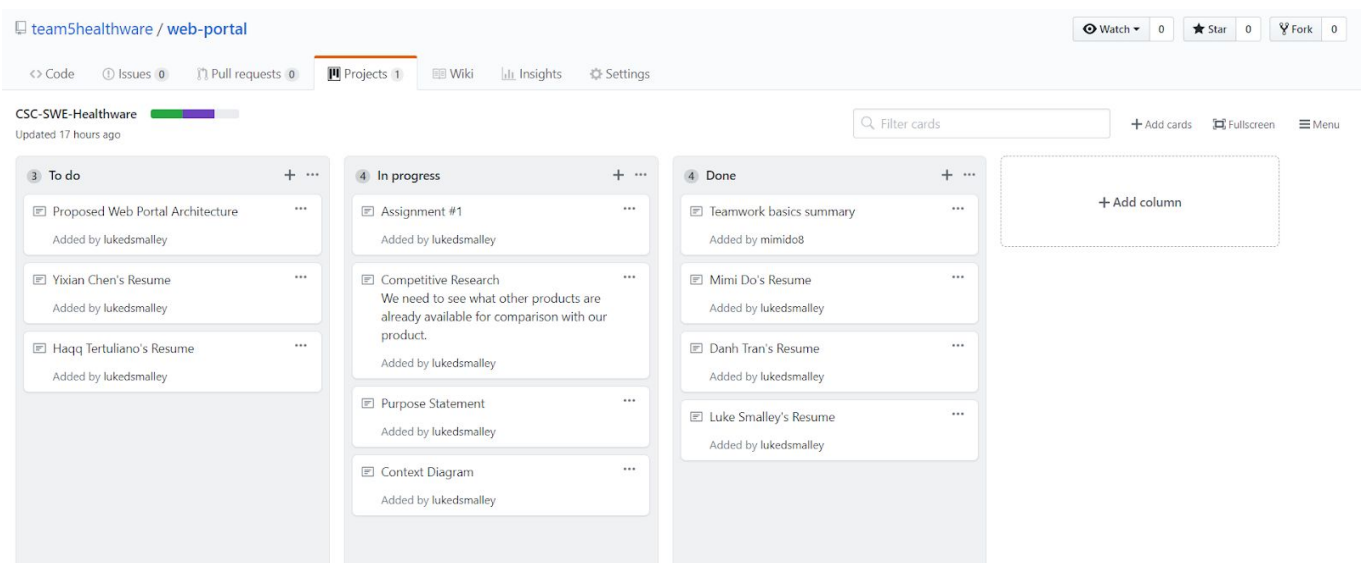 team5healthware / web-portal
Watch 0 Star 0 Fork 0
Code Issues 0 Pull requests 0 Projects 1 Wiki Insights Settings
CSC-SWE-Healthware
Updated 17 hours ago
Filter cards
+ Add cards Fullscreen Menu
3 To do + ...
Proposed Web Portal Architecture ...
Added by lukedsmalley
Yixian Chen's Resume ...
Added by lukedsmalley
Haqq Tertuliano's Resume ...
Added by lukedsmalley
4 In progress + ...
Assignment #1 ...
Added by lukedsmalley
Competitive Research ...
We need to see what other products are
already available for comparison with our
product.
Added by lukedsmalley
Purpose Statement ...
Added by lukedsmalley
Context Diagram ...
Added by lukedsmalley
4 Done + ...
Teamwork basics summary ...
Added by mimido8
Mimi Do's Resume ...
Added by lukedsmalley
Danh Tran's Resume ...
Added by lukedsmalley
Luke Smalley's Resume ...
Added by lukedsmalley
+ Add column